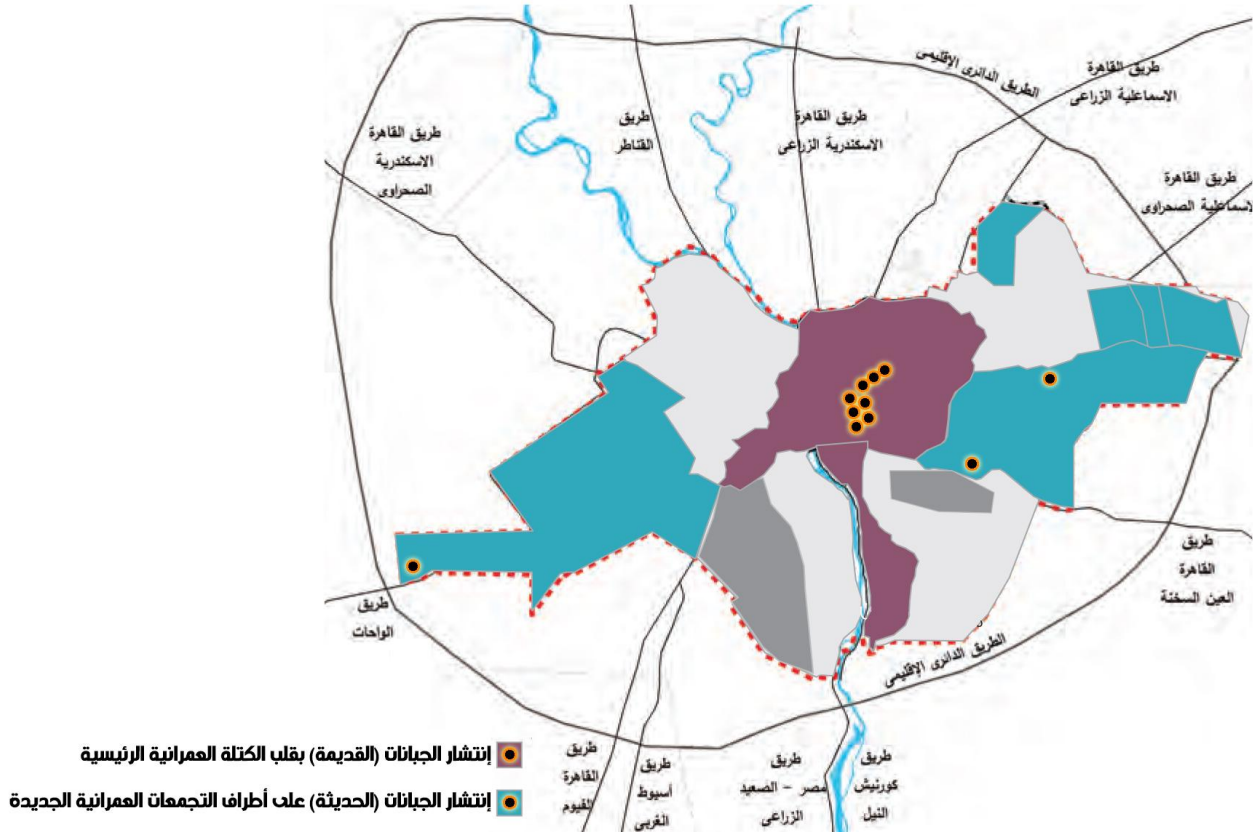 الطريق الدائرى الإقليمى
طريق القاهرة
الاسماعلية الزراعى
طريق
القناطر
طريق القاهرة
الاسكندرية الزراعى
طريق القاهرة
الاسكندرية
الصحراوى
طريق القاهرة
الاسماعلية الصحراوى
طريق
الواحات
طريق
القاهرة
العين السخنة
الطريق الدائرى الإقليمى
طريق
القاهرة
الفيوم
طريق
أسيوط
الغربى
طريق
مصر - الصعيد
الزراعى
طريق
كورنيش
النيل
إنتشار الجبانات (القديمة) بقلب الكتلة العمرانية الرئيسية
إنتشار الجبانات (الحديثة) على أطراف التجمعات العمرانية الجديدة